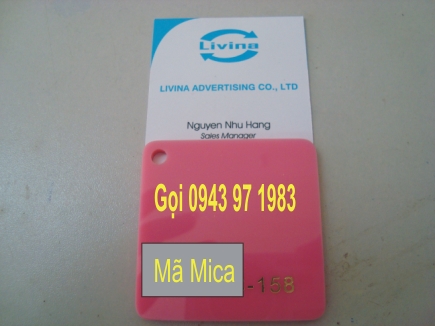 Livina
LIVINA ADVERTISING CO., LTD
Nguyen Nhu Hang
Sales Manager
Gọi 0943 97 1983
Mã Mica
-158